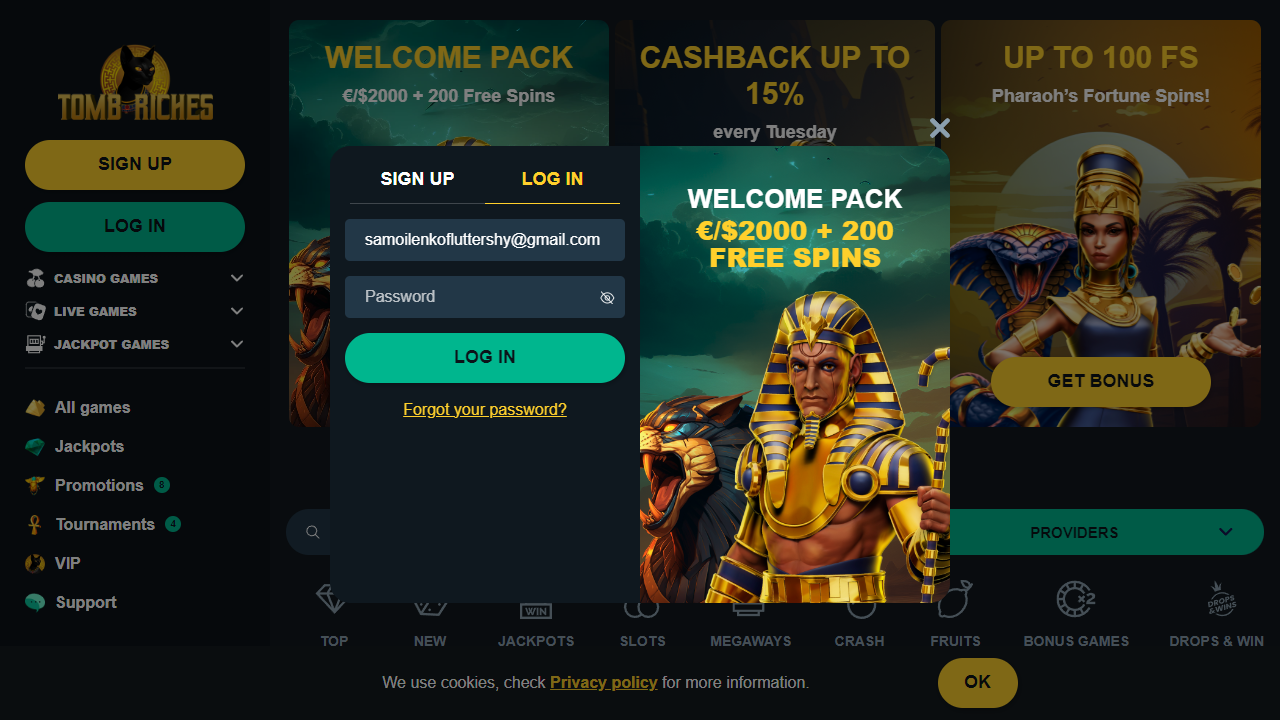 TOMB RICHES
SIGN UP
LOG IN
CASINO GAMES
LIVE GAMES
JACKPOT GAMES
All games
Jackpots
Promotions 8
Tournaments 4
VIP
Support
WELCOME PACK
€/$2000 + 200 Free Spins
CASHBACK UP TO
15%
every Tuesday
UP TO 100 FS
Pharaoh’s Fortune Spins!
GET BONUS
SIGN UP
LOG IN
samoilenkofluttershy@gmail.com
Password
LOG IN
Forgot your password?
WELCOME PACK
€/$2000 + 200
FREE SPINS
PROVIDERS
WIN
X2
DROPS
&WINS
TOP
NEW
JACKPOTS
SLOTS
MEGAWAYS
CRASH
FRUITS
BONUS GAMES
DROPS & WIN
We use cookies, check Privacy policy for more information.
OK